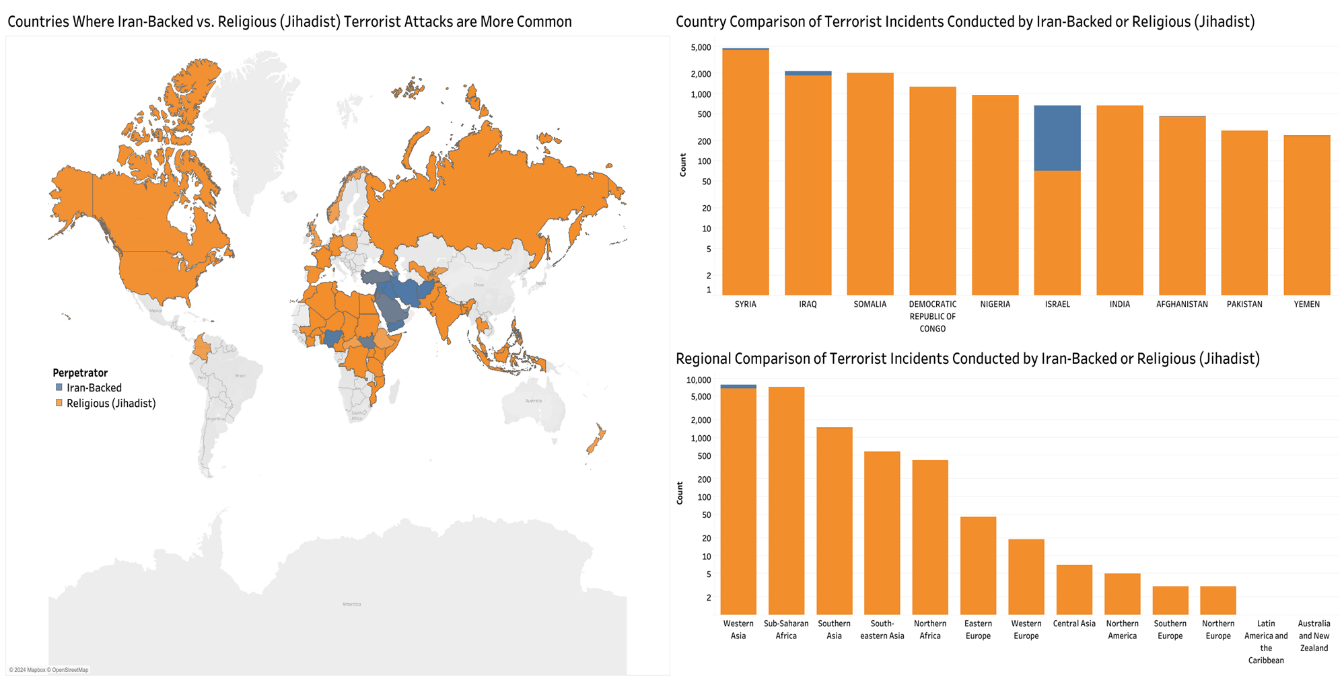 Countries Where Iran-Backed vs. Religious (Jihadist) Terrorist Attacks are More Common
Perpetrator
Iran-Backed
Religious (Jihadist)
China
Brazil
Australia
Antarctica
© 2024 Mapbox © OpenStreetMap
Country Comparison of Terrorist Incidents Conducted by Iran-Backed or Religious (Jihadist)
Count
5,000
2,000
1,000
500
200
100
50
20
10
5
2
1
SYRIA
IRAQ
SOMALIA
DEMOCRATIC
REPUBLIC OF
CONGO
NIGERIA
ISRAEL
INDIA
AFGHANISTAN
PAKISTAN
YEMEN
Regional Comparison of Terrorist Incidents Conducted by Iran-Backed or Religious (Jihadist)
Count
10,000
5,000
2,000
1,000
500
200
100
50
20
10
5
2
Western
Asia
Sub-Saharan
Africa
Southern
Asia
South-
eastern Asia
Northern
Africa
Eastern
Europe
Western
Europe
Central Asia
Northern
America
Southern
Europe
Northern
Europe
Latin
America and
the
Caribbean
Australia
and New
Zealand